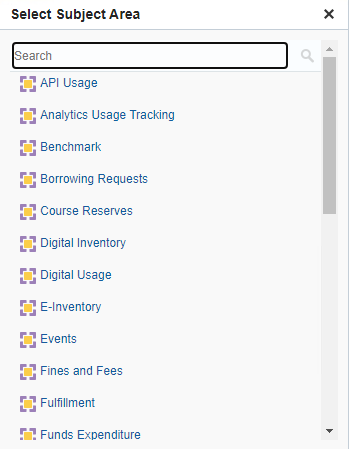 Select Subject Area
Search
API Usage
Analytics Usage Tracking
Benchmark
Borrowing Requests
Course Reserves
Digital Inventory
Digital Usage
E-Inventory
Events
Fines and Fees
Fulfillment
Funds Expenditure